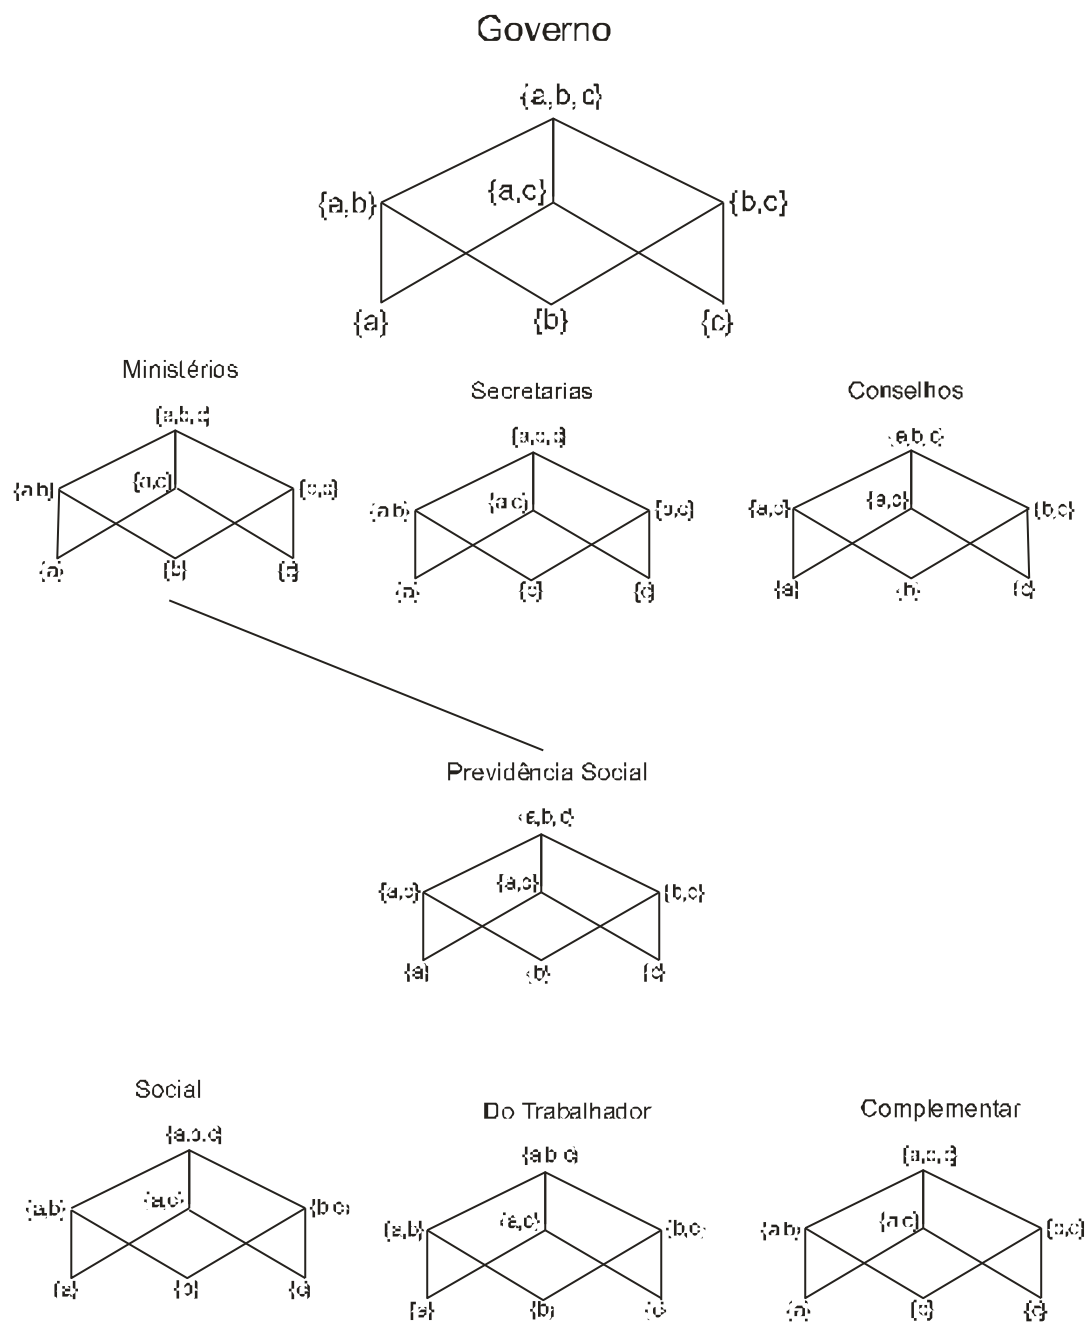 Governo
{a,b,c}
{a,b} {a,c} {b,c}
{a} {b} {c}
Ministérios Secretarias Conselhos
{a,b,c} {a,b,c} {a,b,c}
{a,b} {a,c} {b,c} {a,b} {a,c} {b,c} {a,b} {a,c} {b,c}
{a} {b} {c} {a} {b} {c} {a} {b} {c}
Previdência Social
{a,b,c}
{a,b} {a,c} {b,c}
{a} {b} {c}
Social Do Trabalhador Complementar
{a,b,c} {a,b,c} {a,b,c}
{a,b} {a,c} {b,c} {a,b} {a,c} {b,c} {a,b} {a,c} {b,c}
{a} {b} {c} {a} {b} {c} {a} {b} {c}